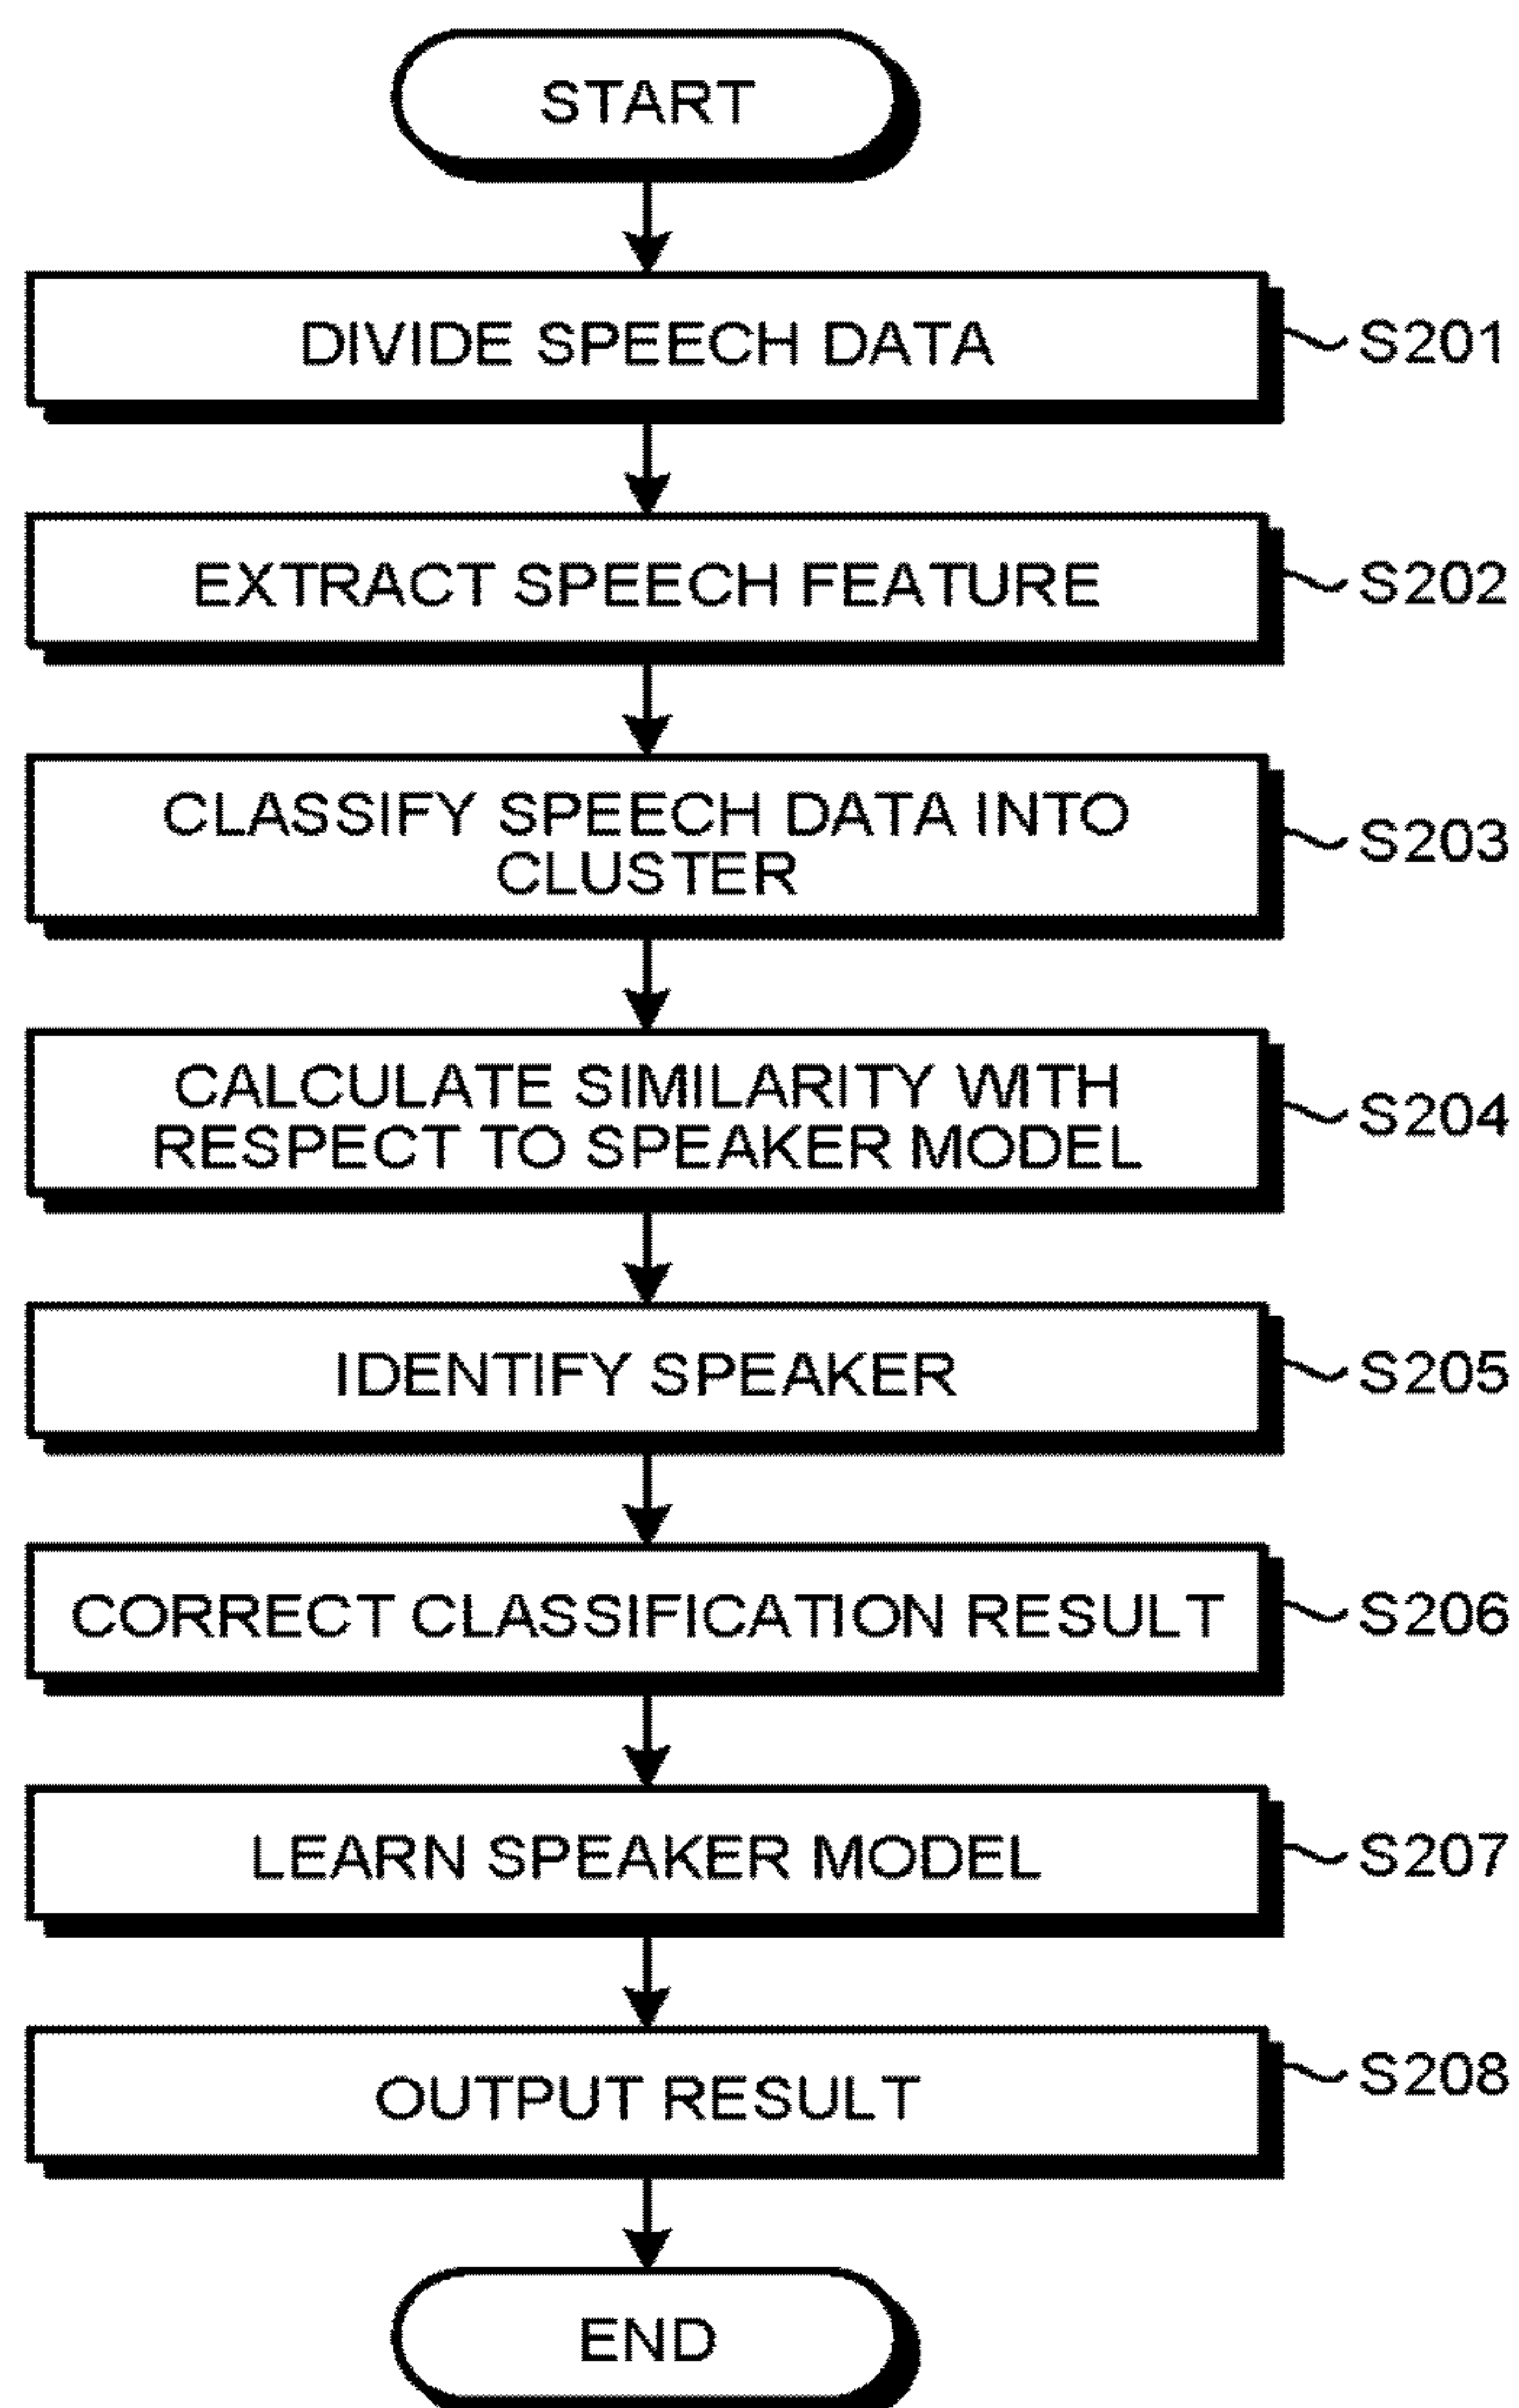 START
DIVIDE SPEECH DATA
S201
EXTRACT SPEECH FEATURE
S202
CLASSIFY SPEECH DATA INTO
CLUSTER
S203
CALCULATE SIMILARITY WITH
RESPECT TO SPEAKER MODEL
S204
IDENTIFY SPEAKER
S205
CORRECT CLASSIFICATION RESULT
S206
LEARN SPEAKER MODEL
S207
OUTPUT RESULT
S208
END